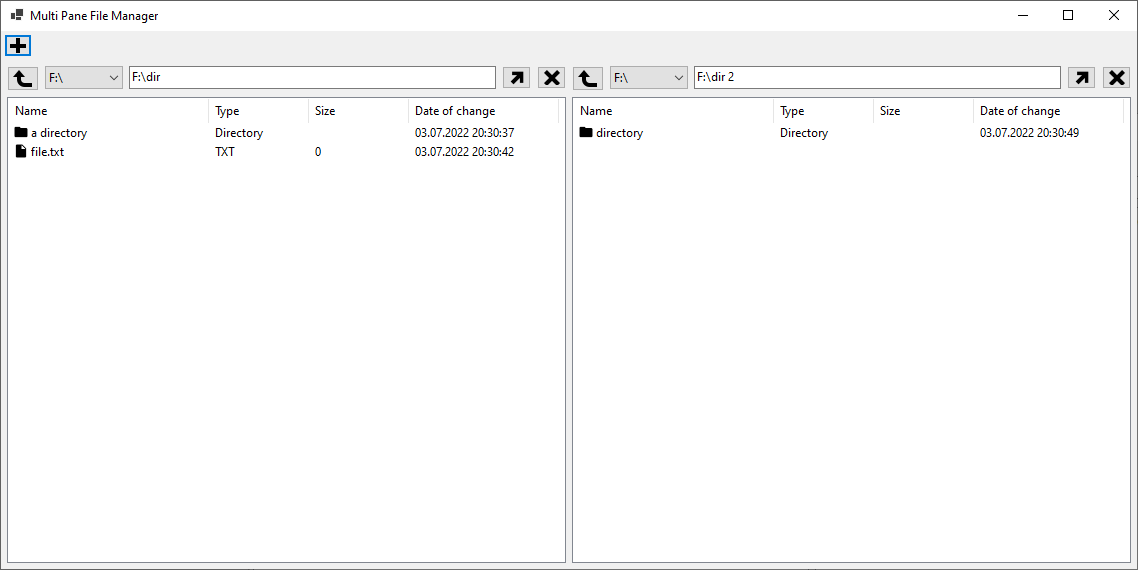 Multi Pane File Manager
F:\ F:\dir F:\ F:\dir 2
Name Type Size Date of change Name Type Size Date of change
a directory Directory 03.07.2022 20:30:37 directory Directory 03.07.2022 20:30:49
file.txt TXT 0 03.07.2022 20:30:42